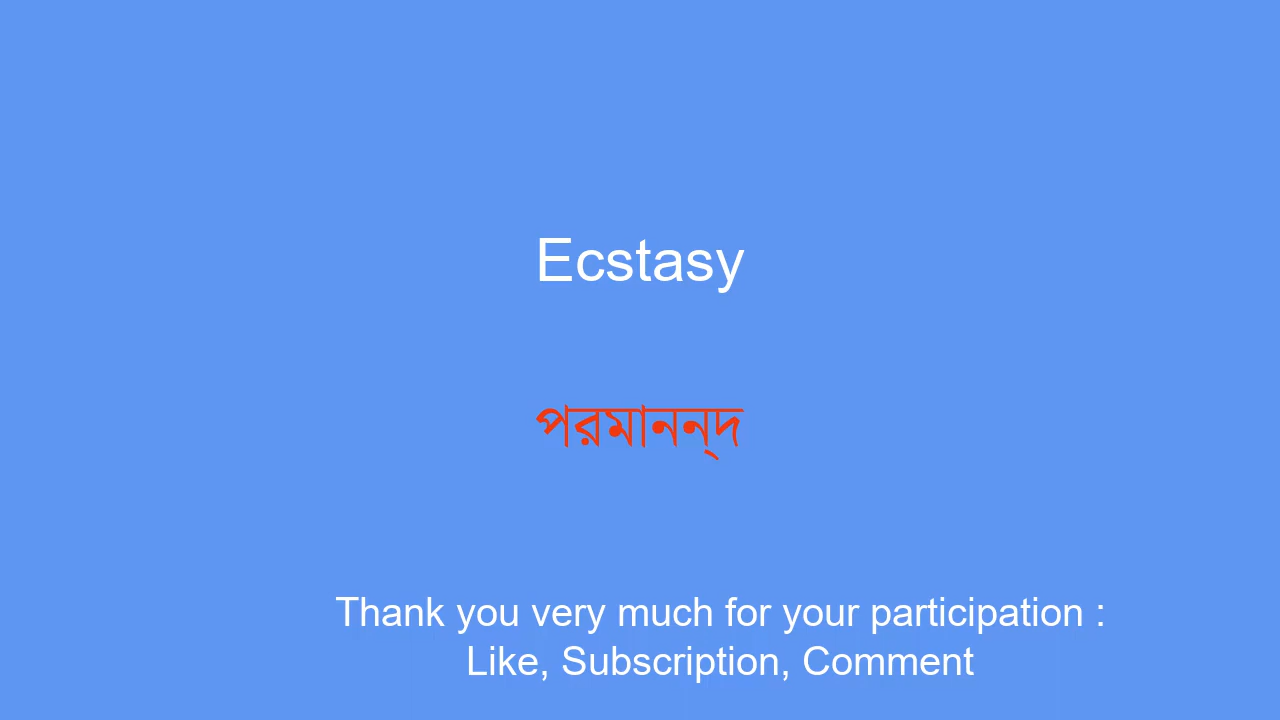 Ecstasy
পরমানন্দ
Thank you very much for your participation :
Like, Subscription, Comment